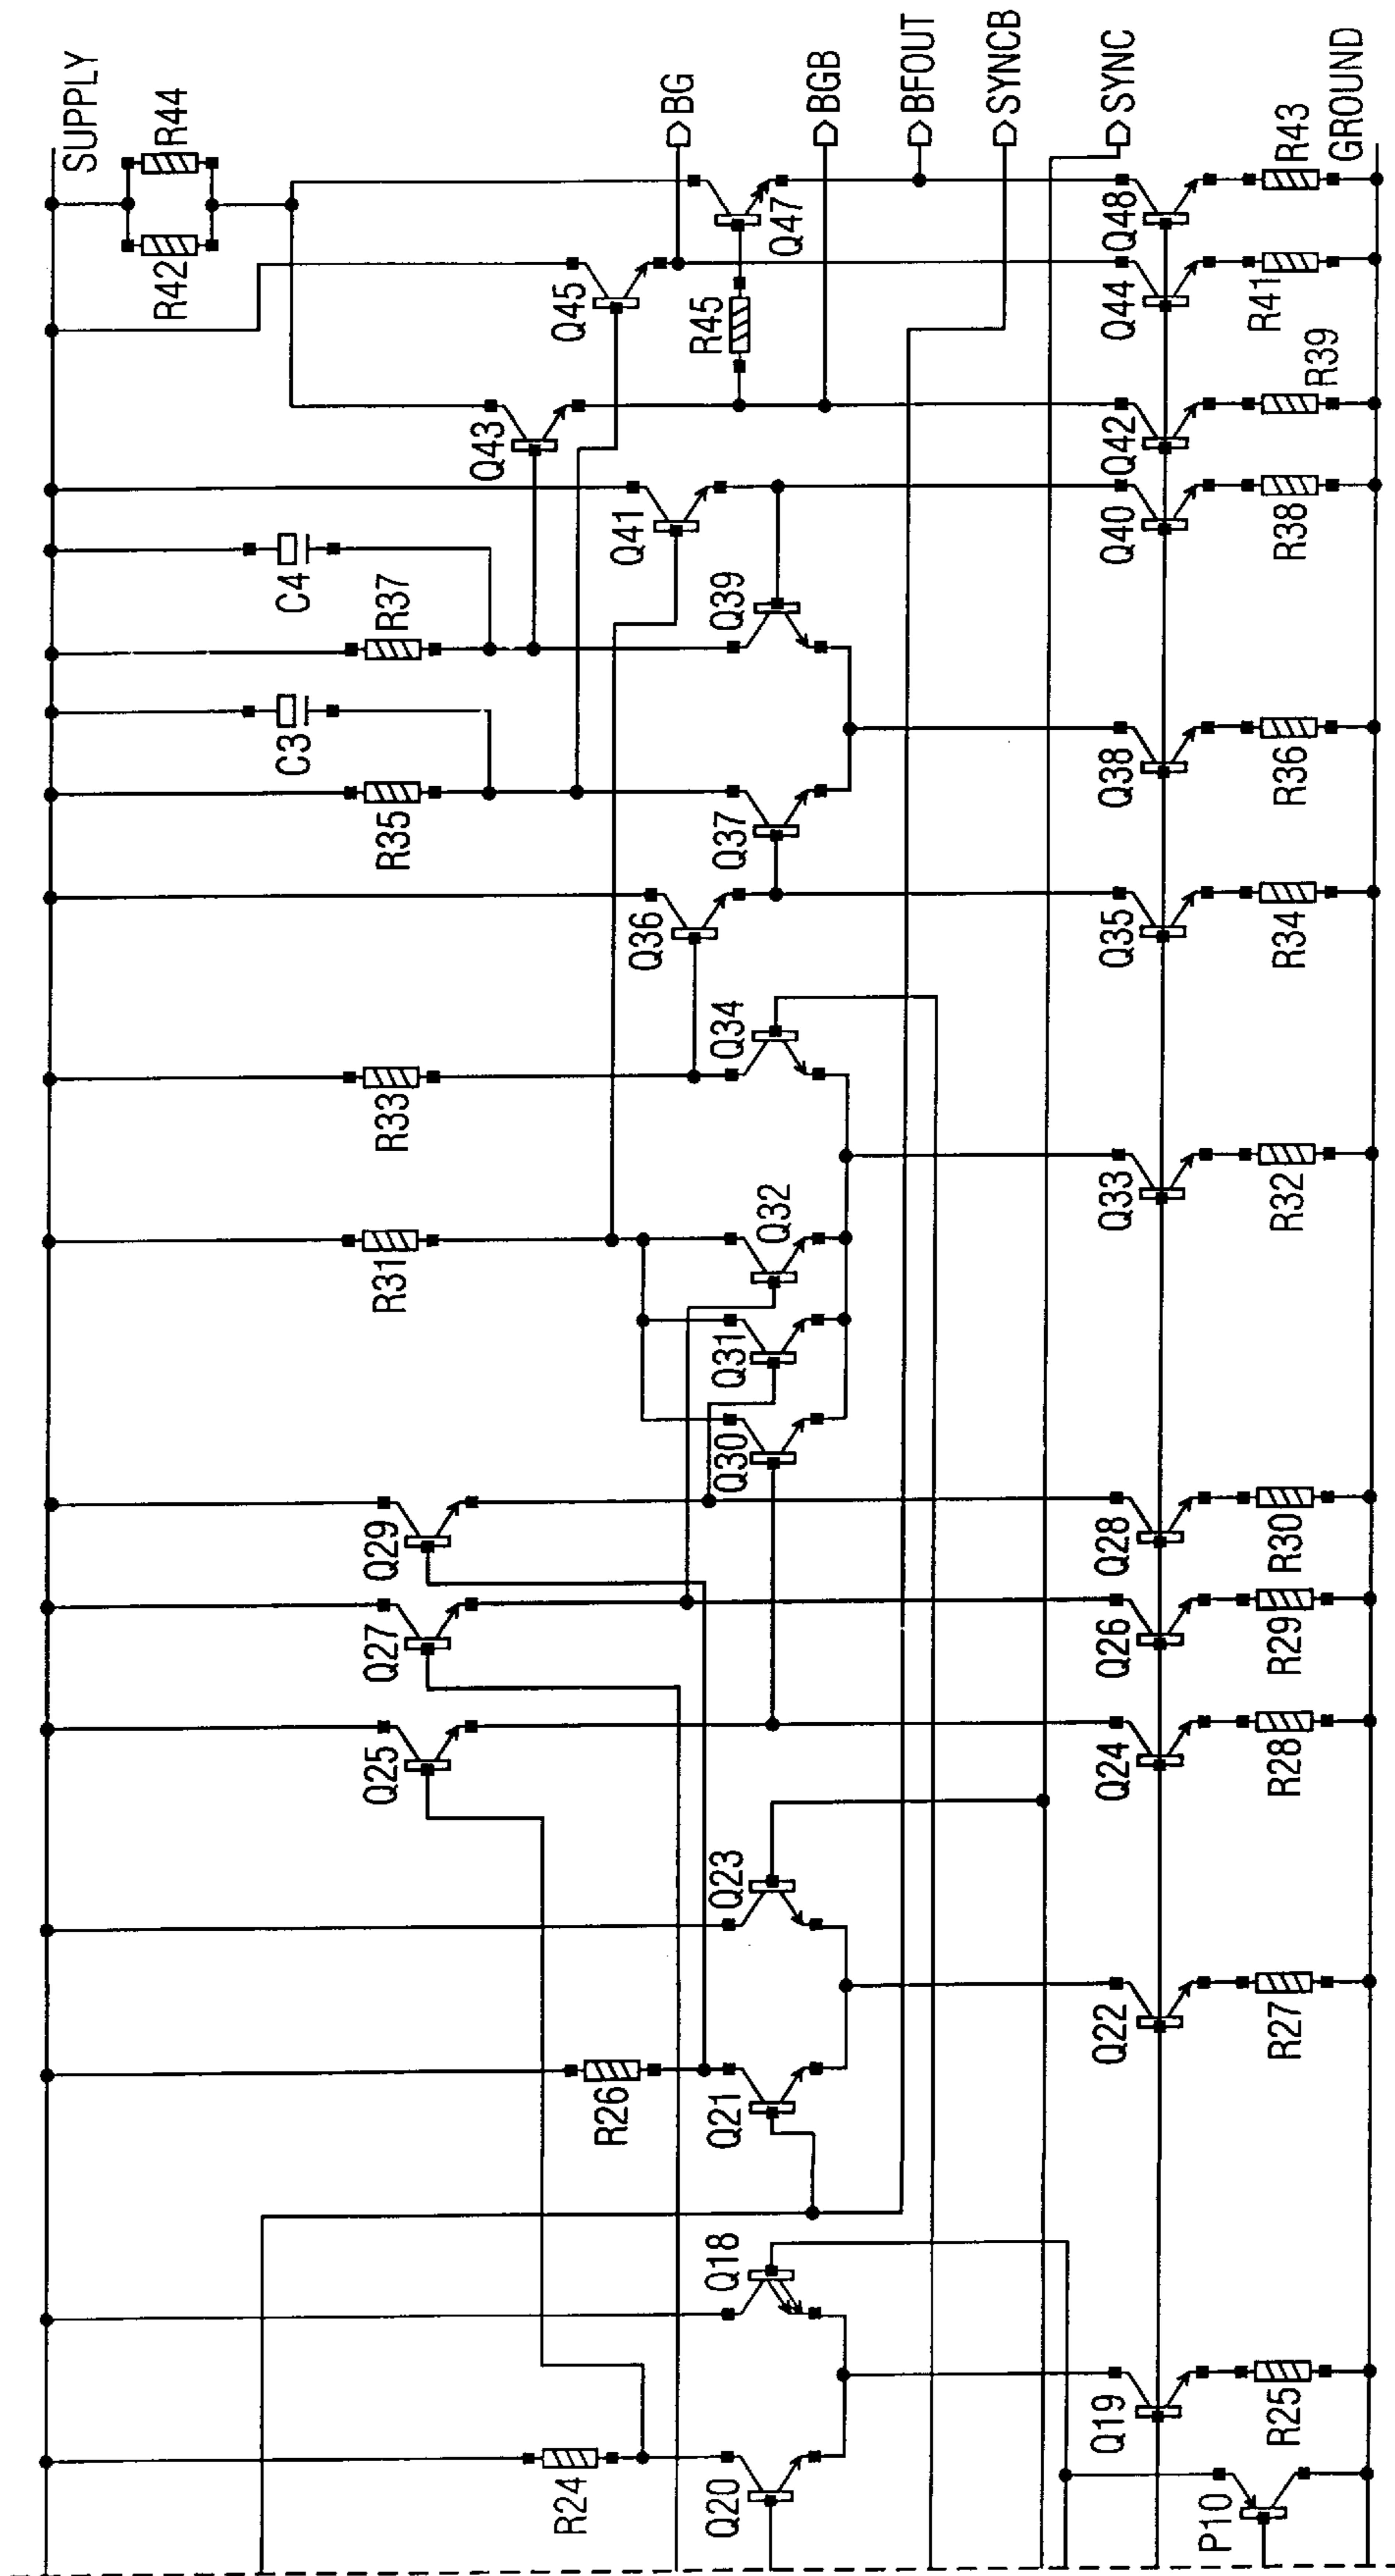 SUPPLY
R44
R42
BG
BGB
BFOUT
SYNCB
SYNC
GROUND
Q47
Q45
R45
Q43
Q48
R43
Q44
R41
Q42
R39
Q41
Q40
R38
C4
R37
Q39
C3
R35
Q37
Q38
R36
Q36
Q35
R34
R33
Q34
R31
Q32
Q31
Q30
Q33
R32
Q29
Q27
Q25
Q28
R30
Q26
R29
Q24
R28
Q23
R26
Q21
Q22
R27
Q18
R24
Q20
Q19
R25
P10